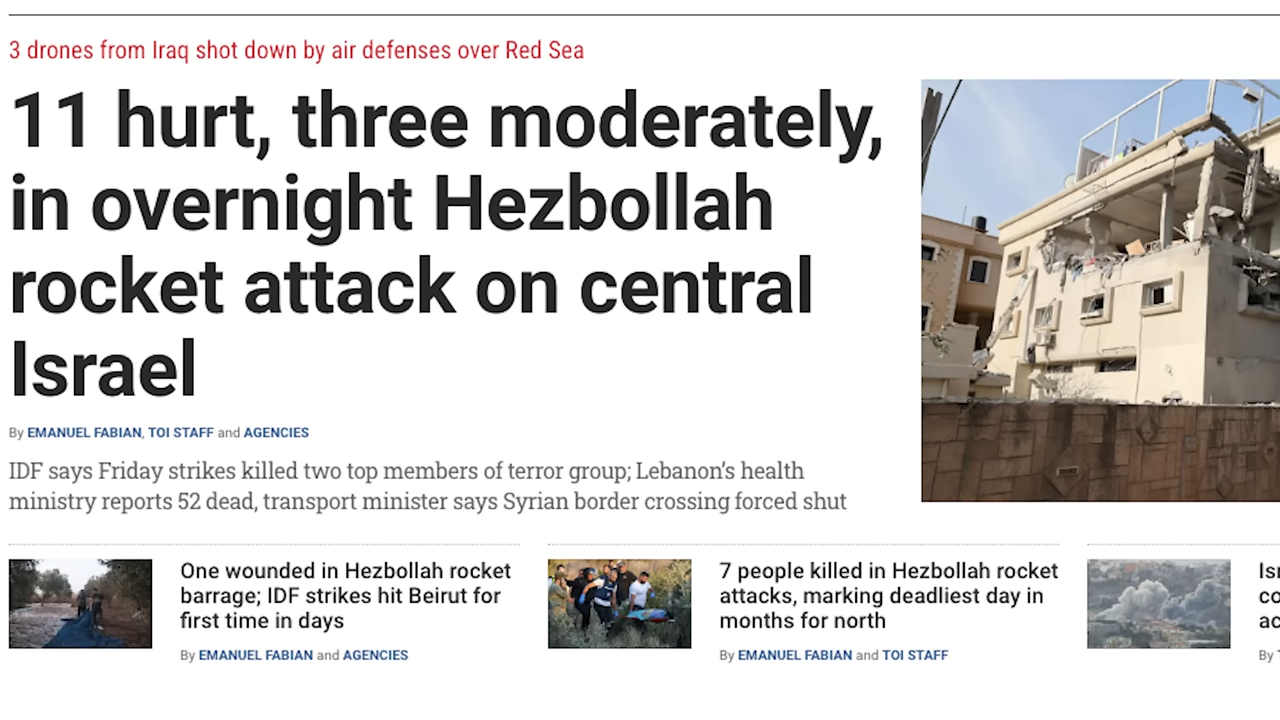 3 drones from Iraq shot down by air defenses over Red Sea
11 hurt, three moderately,
in overnight Hezbollah
rocket attack on central
Israel
By EMANUEL FABIAN, TOI STAFF and AGENCIES
IDF says Friday strikes killed two top members of terror group; Lebanon’s health
ministry reports 52 dead, transport minister says Syrian border crossing forced shut
One wounded in Hezbollah rocket
barrage; IDF strikes hit Beirut for
first time in days
By EMANUEL FABIAN and AGENCIES
7 people killed in Hezbollah rocket
attacks, marking deadliest day in
months for north
By EMANUEL FABIAN and TOI STAFF
By